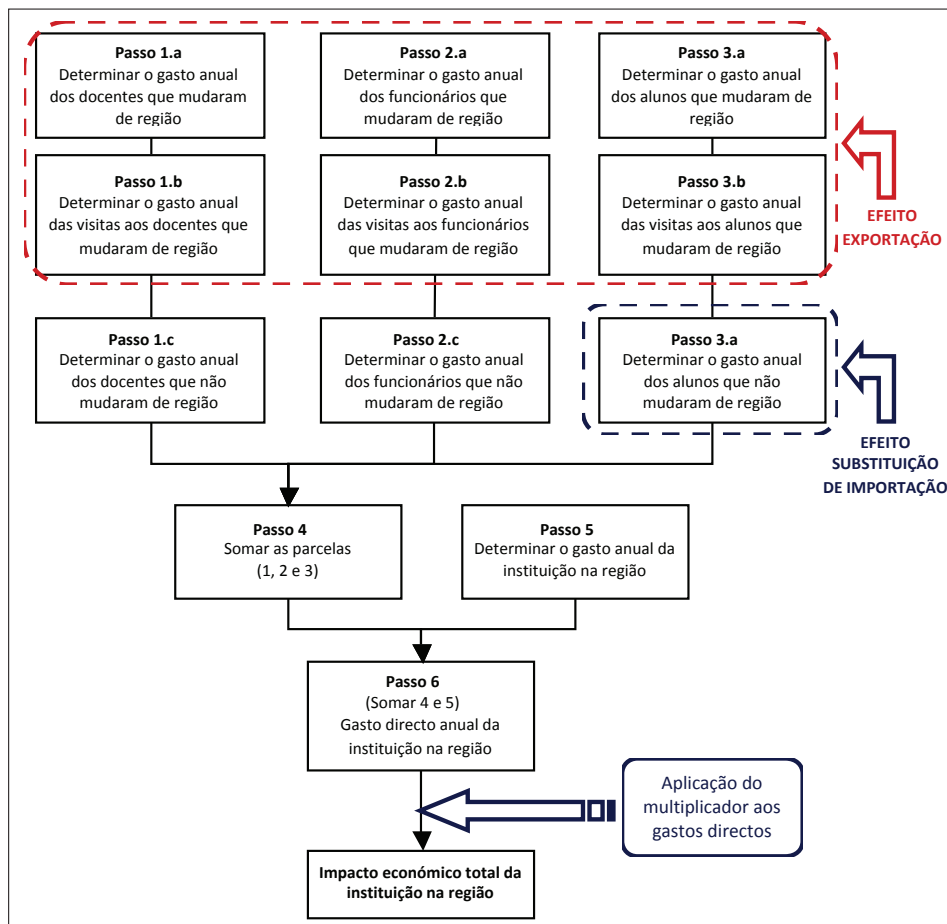 Passo 1.a
Determinar o gasto anual
dos docentes que mudaram
de região
Passo 2.a
Determinar o gasto anual
dos funcionários que
mudaram de região
Passo 3.a
Determinar o gasto anual
dos alunos que mudaram de
região
Passo 1.b
Determinar o gasto anual
das visitas aos docentes que
mudaram de região
Passo 2.b
Determinar o gasto anual
das visitas aos funcionários
que mudaram de região
Passo 3.b
Determinar o gasto anual
das visitas aos alunos que
mudaram de região
EFEITO
EXPORTAÇÃO
Passo 1.c
Determinar o gasto anual
dos docentes que não
mudaram de região
Passo 2.c
Determinar o gasto anual
dos funcionários que não
mudaram de região
Passo 3.a
Determinar o gasto anual
dos alunos que não
mudaram de região
EFEITO
SUBSTITUIÇÃO
DE IMPORTAÇÃO
Passo 4
Somar as parcelas
(1, 2 e 3)
Passo 5
Determinar o gasto anual da
instituição na região
Passo 6
(Somar 4 e 5)
Gasto directo anual da
instituição na região
Aplicação do
multiplicador aos
gastos directos
Impacto económico total da
instituição na região